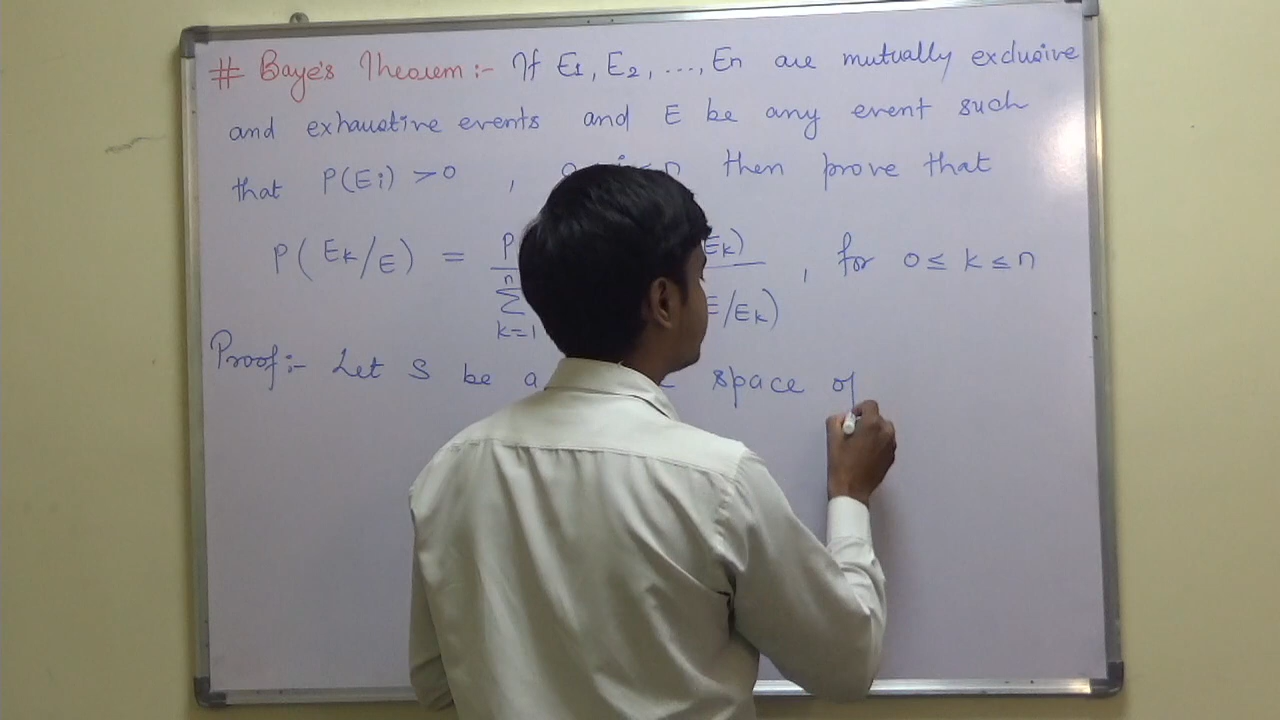 # Baye's Theorem :- If E1, E2, ..., En are mutually exclusive
and exhaustive events and E be any event such
that P(Ei) > 0 , n then prove that
P(Ek/E) = P Ek) , for 0 ≤ k ≤ n
n
∑ E/Ek)
k=1
Proof :- Let S be a space of